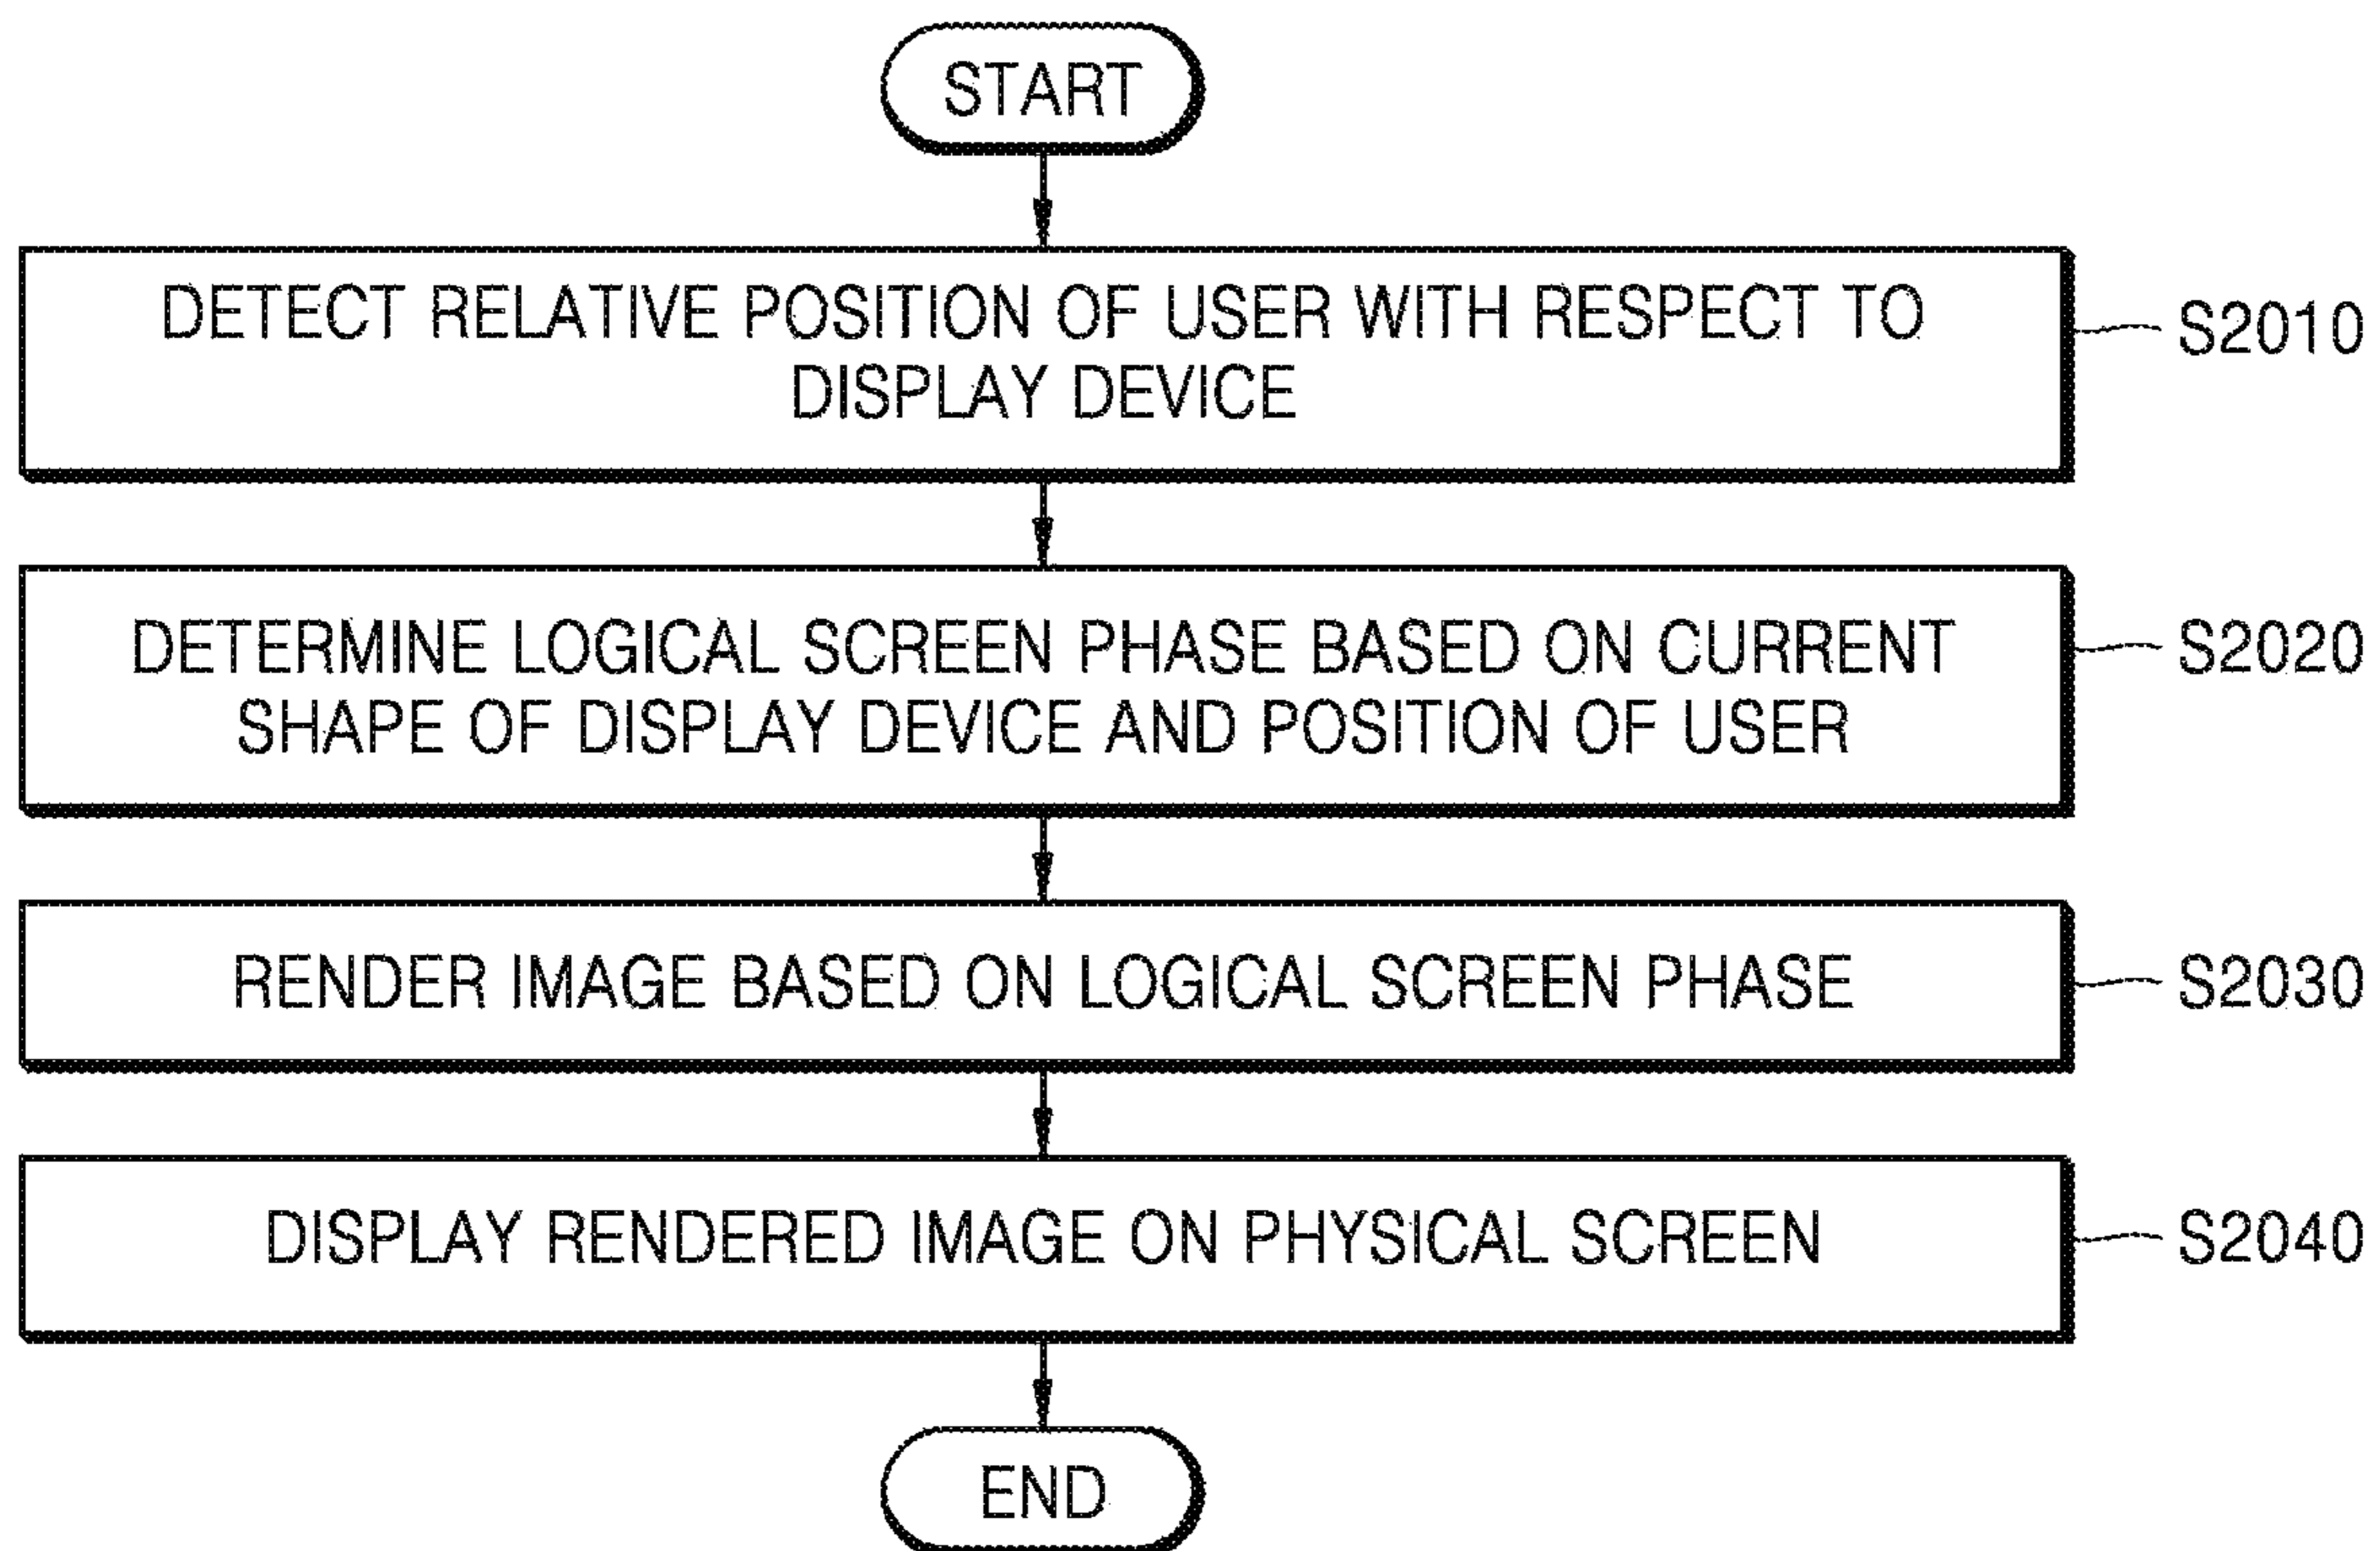 START
DETECT RELATIVE POSITION OF USER WITH RESPECT TO
DISPLAY DEVICE
S2010
DETERMINE LOGICAL SCREEN PHASE BASED ON CURRENT
SHAPE OF DISPLAY DEVICE AND POSITION OF USER
S2020
RENDER IMAGE BASED ON LOGICAL SCREEN PHASE
S2030
DISPLAY RENDERED IMAGE ON PHYSICAL SCREEN
S2040
END